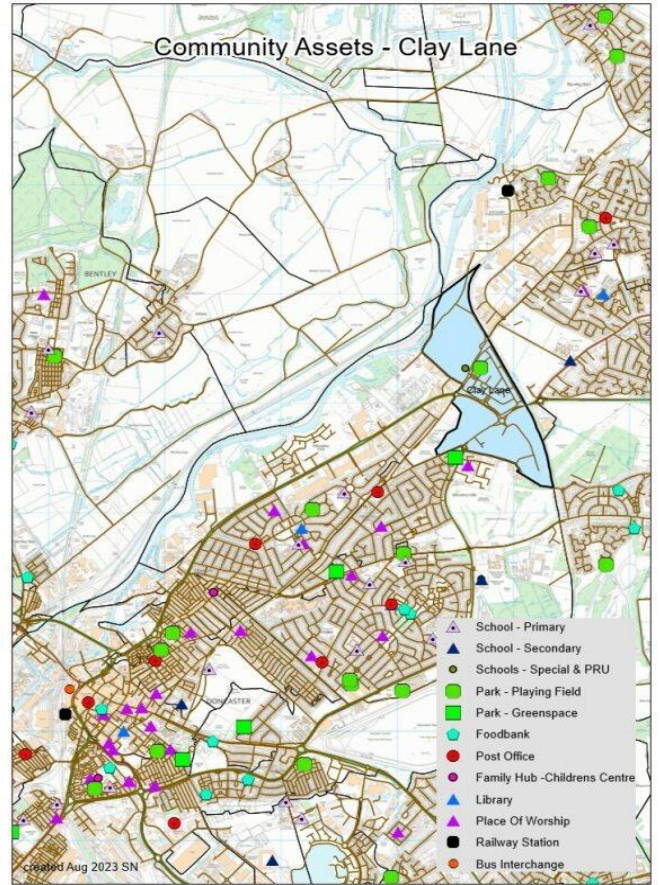 Community Assets - Clay Lane
BENTLEY
Clay Lane
DONCASTER
School - Primary
School - Secondary
Schools - Special & PRU
Park - Playing Field
Park - Greenspace
Foodbank
Post Office
Family Hub -Childrens Centre
Library
Place Of Worship
Railway Station
Bus Interchange
created Aug 2023 SN